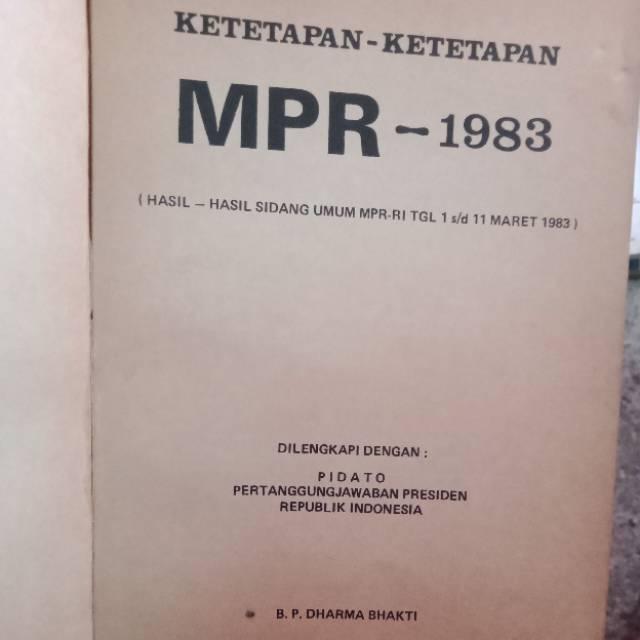 KETETAPAN-KETETAPAN
MPR - 1983
( HASIL – HASIL SIDANG UMUM MPR-RI TGL 1 s/d 11 MARET 1983 )
DILENGKAPI DENGAN :
P I D A T O
PERTANGGUNGJAWABAN PRESIDEN
REPUBLIK INDONESIA
B. P. DHARMA BHAKTI